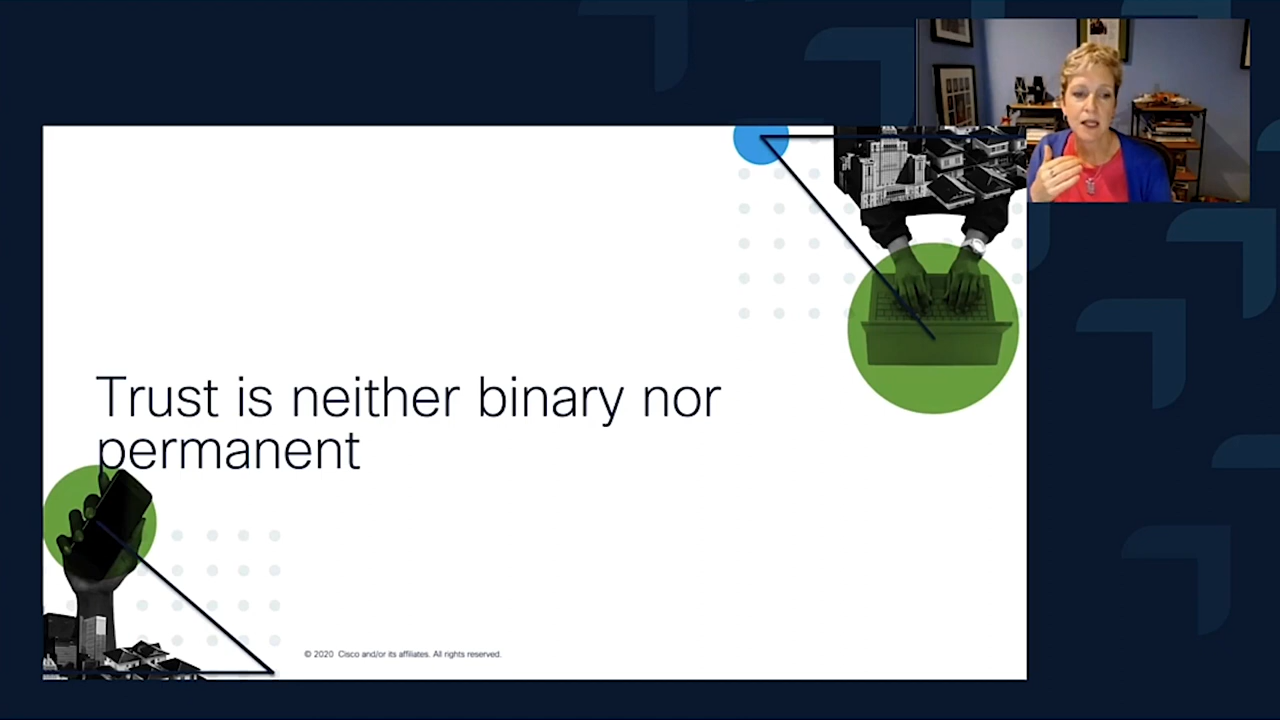 Trust is neither binary nor
permanent
© 2020 Cisco and/or its affiliates. All rights reserved.